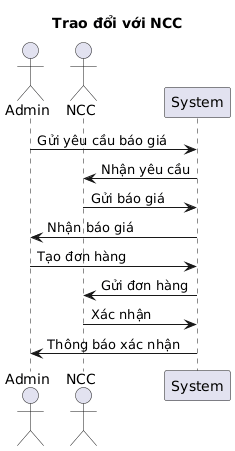 Trao đổi với NCC
Admin NCC System
Gửi yêu cầu báo giá
Nhận yêu cầu
Gửi báo giá
Nhận báo giá
Tạo đơn hàng
Gửi đơn hàng
Xác nhận
Thông báo xác nhận
Admin NCC System